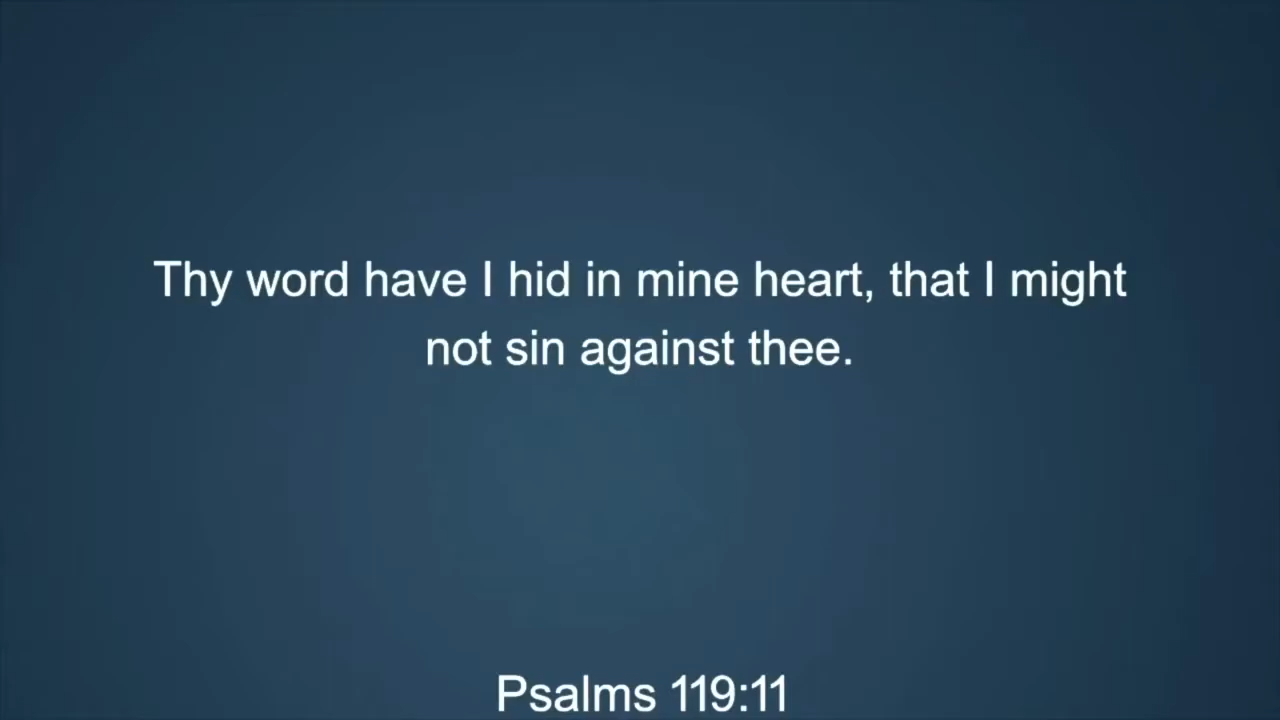 Thy word have I hid in mine heart, that I might
not sin against thee.
Psalms 119:11